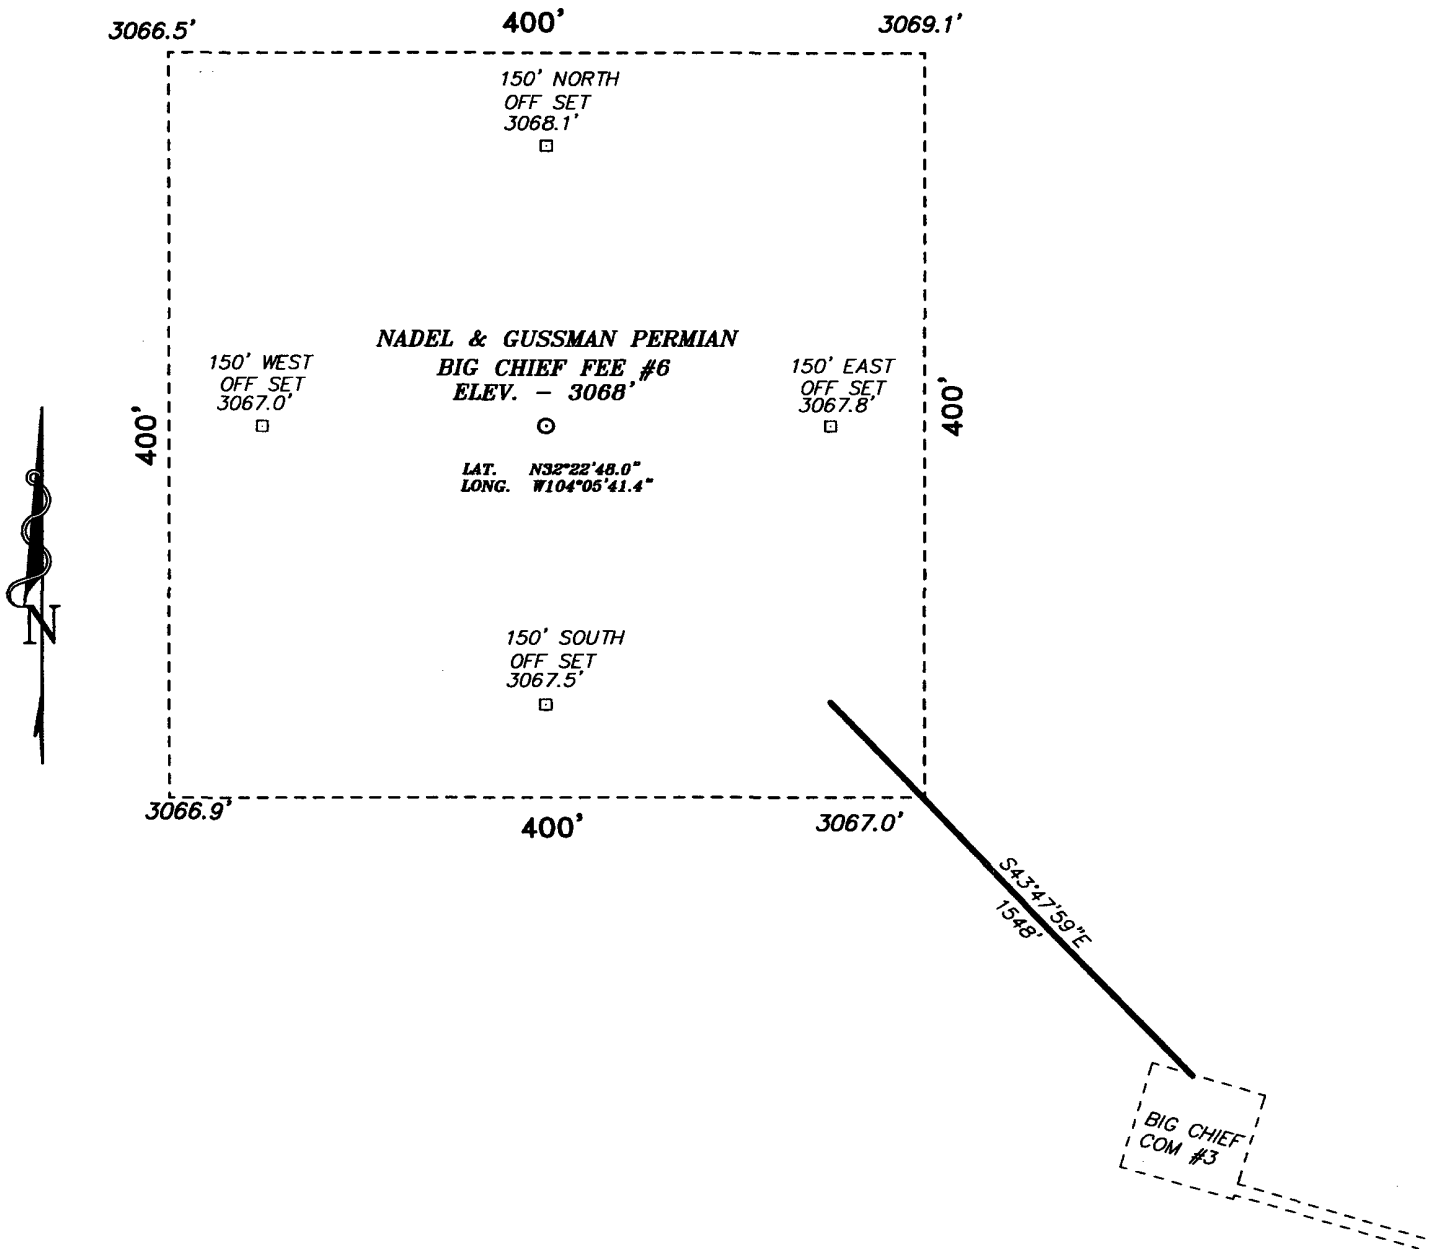 3066.5'
400'
3069.1'
150' NORTH
OFF SET
3068.1'
NADEL & GUSSMAN PERMIAN
BIG CHIEF FEE #6
ELEV. - 3068'
150' WEST
OFF SET
3067.0'
150' EAST
OFF SET
3067.8'
400'
400'
LAT. N32°22'48.0"
LONG. W104°05'41.4"
N
150' SOUTH
OFF SET
3067.5'
3066.9'
400'
3067.0'
S43°47'59"E
1548'
BIG CHIEF
COM #3